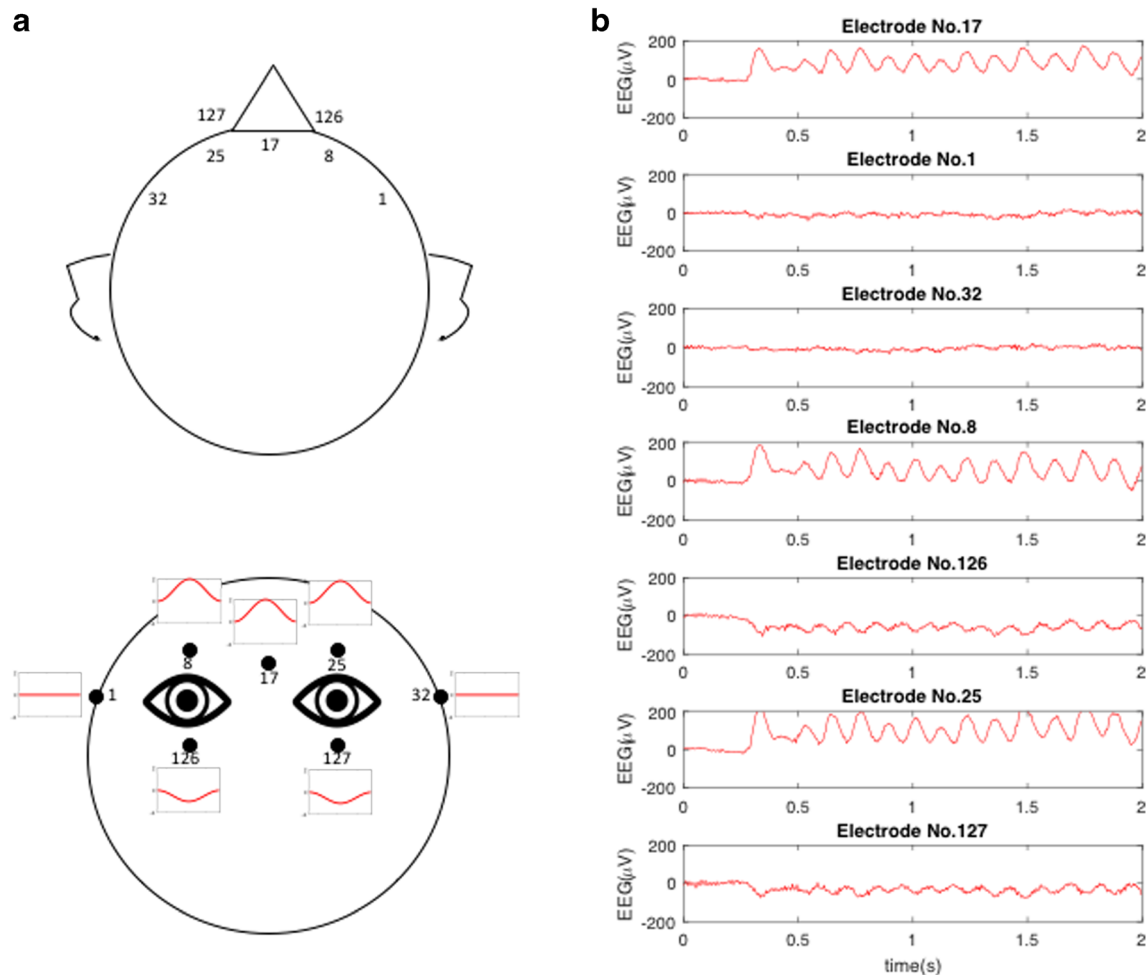 a
127
126
17
25
8
32
1
8
25
17
1
32
126
127
b
Electrode No.17
EEG(μV)
200
0
-200
0 0.5 1 1.5 2
Electrode No.1
EEG(μV)
200
0
-200
0 0.5 1 1.5 2
Electrode No.32
EEG(μV)
200
0
-200
0 0.5 1 1.5 2
Electrode No.8
EEG(μV)
200
0
-200
0 0.5 1 1.5 2
Electrode No.126
EEG(μV)
200
0
-200
0 0.5 1 1.5 2
Electrode No.25
EEG(μV)
200
0
-200
0 0.5 1 1.5 2
Electrode No.127
EEG(μV)
200
0
-200
0 0.5 1 1.5 2
time(s)